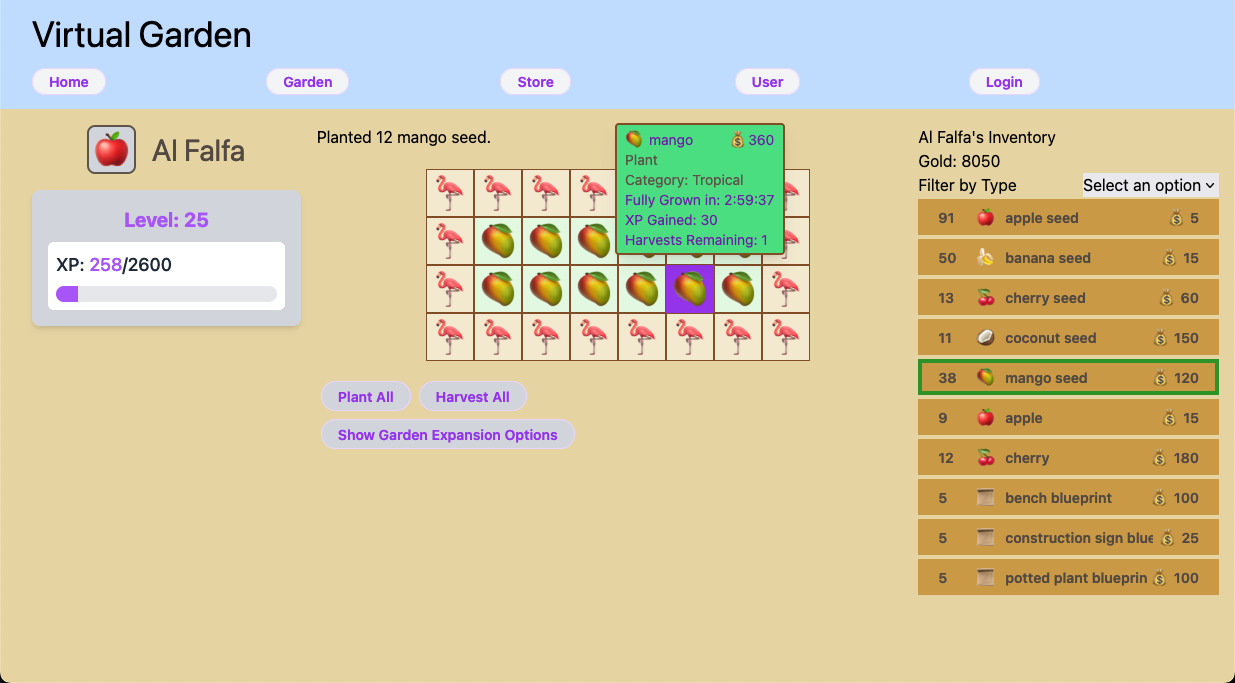 Virtual Garden
Home
Garden
Store
User
Login
Al Falfa
Level: 25
XP: 258/2600
Planted 12 mango seed.
mango 360
Plant
Category: Tropical
Fully Grown in: 2:59:37
XP Gained: 30
Harvests Remaining: 1
Plant All
Harvest All
Show Garden Expansion Options
Al Falfa's Inventory
Gold: 8050
Filter by Type Select an option
91 apple seed 5
50 banana seed 15
13 cherry seed 60
11 coconut seed 150
38 mango seed 120
9 apple 15
12 cherry 180
5 bench blueprint 100
5 construction sign blue 25
5 potted plant blueprin 100